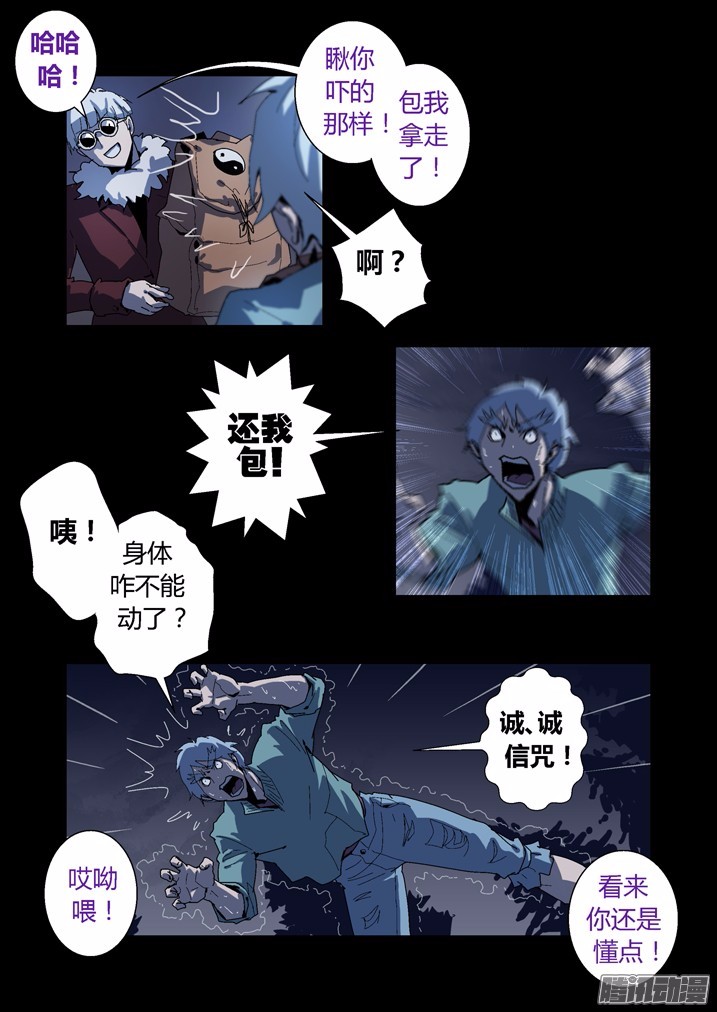 哈哈
哈！
瞅你
吓的
那样！
包我
拿走
了！
啊？
还我
包！
咦！
身体
咋不能
动了？
诚、诚
信咒！
哎呦
喂！
看来
你还是
懂点！
腾讯动漫